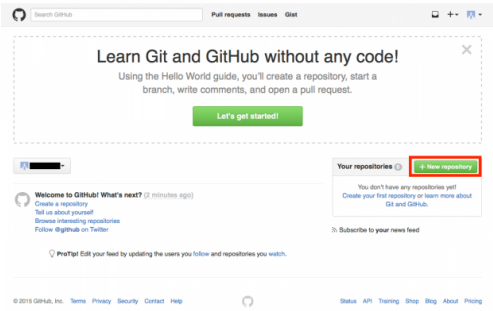 Search GitHub
Pull requests Issues Gist
Learn Git and GitHub without any code!
Using the Hello World guide, you'll create a repository, start a
branch, write comments, and open a pull request.
Let's get started!
Your repositories 0
+ New repository
You don't have any repositories yet!
Create your first repository or learn more about
Git and GitHub.
Subscribe to your news feed
Welcome to GitHub! What's next? (2 minutes ago)
Create a repository
Tell us about yourself
Browse interesting repositories
Follow @github on Twitter
ProTip! Edit your feed by updating the users you follow and repositories you watch.
© 2015 GitHub, Inc. Terms Privacy Security Contact Help
Status API Training Shop Blog About Pricing